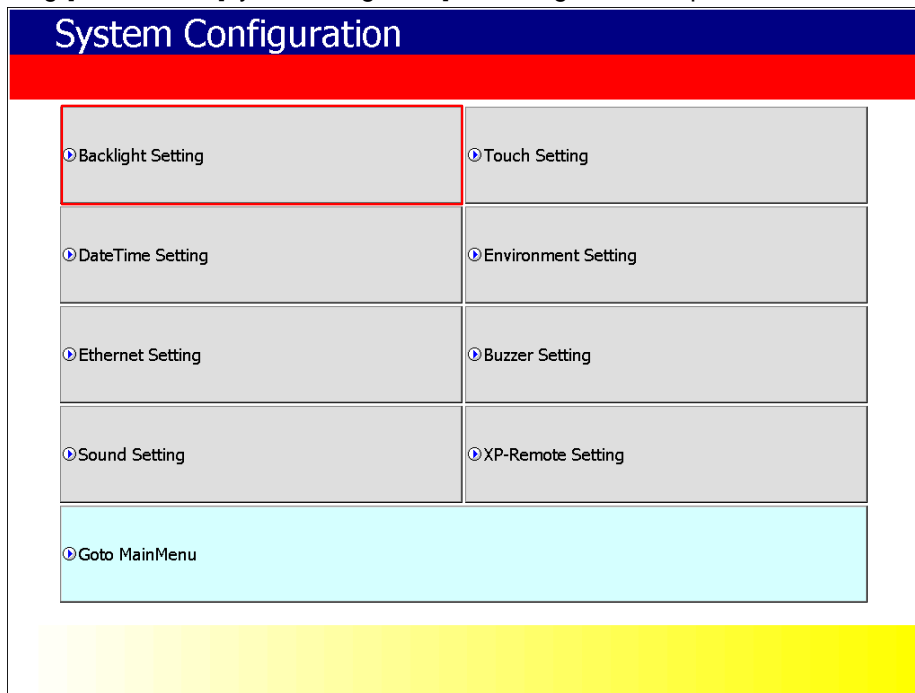 System Configuration
Backlight Setting
Touch Setting
DateTime Setting
Environment Setting
Ethernet Setting
Buzzer Setting
Sound Setting
XP-Remote Setting
Goto MainMenu